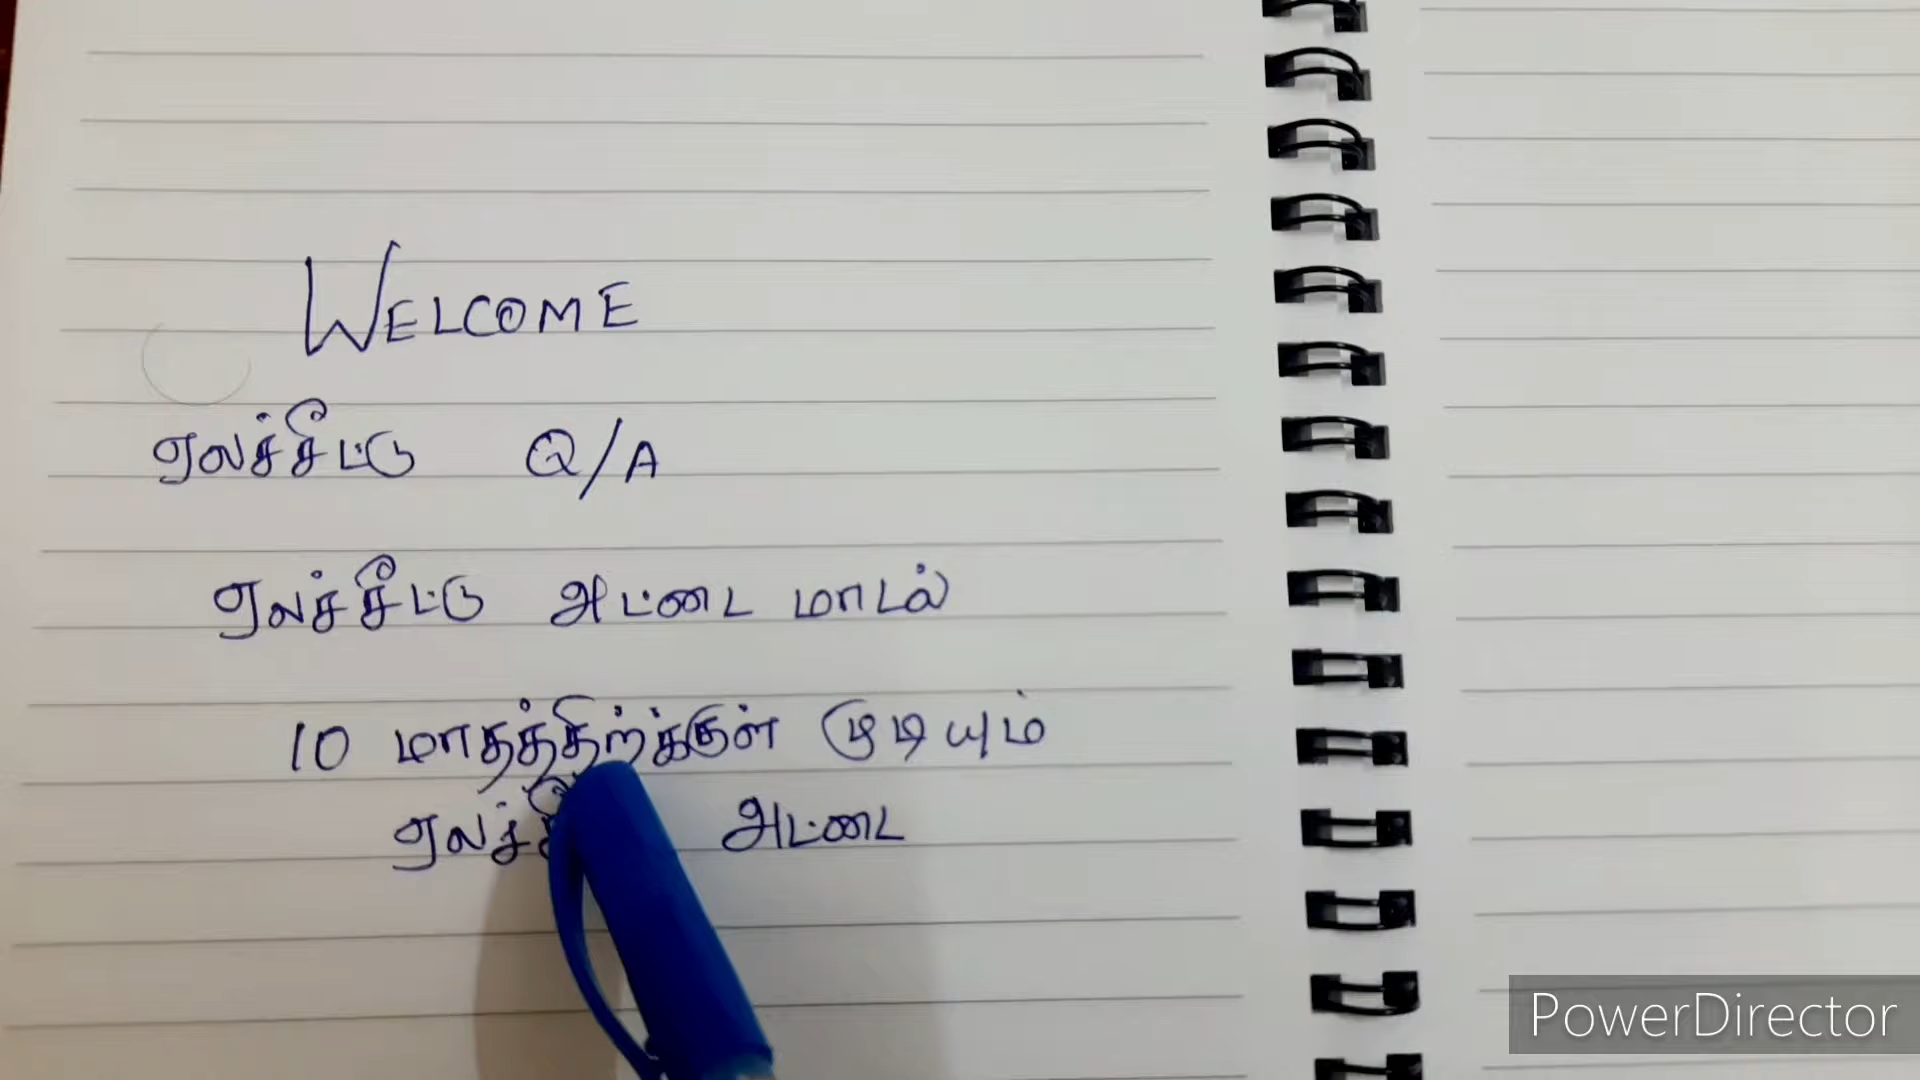 WELCOME
ஏலச்சீட்டு Q/A
ஏலச்சீட்டு அட்டை மாடல்
10 மாதத்திற்க்குள் முடியும்
அட்டை
PowerDirector